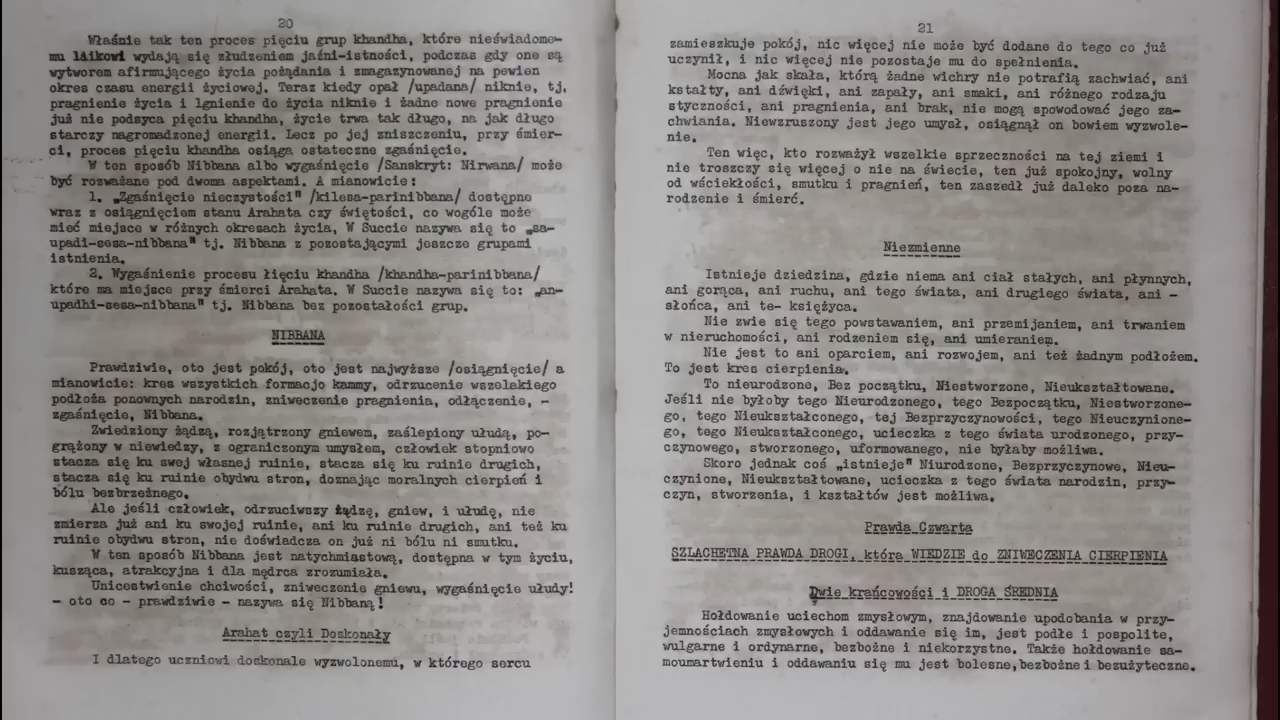 20
Właśnie tak ten proces pięciu grup khandha, które nieświadome-
mu láikowi wydają się złudzeniem jaźni-istności, podczas gdy one są
wytworem afirmującego życia pożądania i zmagazynowanej na pewien
okres czasu energii życiowej. Teraz kiedy opał /upadana/ niknie, tj.
pragnienie życia i lgnienie do życia niknie i żadne nowe pragnienie
już nie podsyca pięciu khandha, życie trwa tak długo, na jak długo
starczy nagromadzonej energii. Lecz po jej zniszczeniu, przy śmier-
ci, proces pięciu khandha osiąga ostateczne zgaśnięcie.
W ten sposób Nibbana albo wygaśnięcie /Sanskryt: Nirwana/ może
być rozważane pod dwoma aspektami. A mianowicie:
1. „Zgaśnięcie nieczystości" /kilesa-parinibbana/ dostępne
wraz z osiągnięciem stanu Arahata czy świętości, co wogóle może
mieć miejsce w różnych okresach życia, W Succie nazywa się to „sa-
upadi-sesa-nibbana" tj. Nibbana z pozostającymi jeszcze grupami
istnienia.
2. Wygaśnienie procesu łięciu khandha /khandha-parinibbana/
które ma miejsce przy śmierci Arahata. W Succie nazywa się to: „an-
upadhi-sesa-nibbana" tj. Nibbana bez pozostałości grup.
NIBBANA
Prawdziwie, oto jest pokój, oto jest najwyższe /osiągnięcie/ a
mianowicie: kres wszystkich formacjo kammy, odrzucenie wszelakiego
podłoża ponownych narodzin, zniweczenie pragnienia, odłączenie, -
zgaśnięcie, Nibbana.
Zwiedziony żądzą, rozjątrzony gniewem, zaślepiony ułudą, po-
grążony w niewiedzy, z ograniczonym umysłem, człowiek stopniowo
stacza się ku swej własnej ruinie, stacza się ku ruinie drugich,
stacza się ku ruinie obydwu stron, doznając moralnych cierpień i
bólu bezbrzeżnego.
Ale jeśli człowiek, odrzuciwszy żądzę, gniew, i ułudę, nie
zmierza już ani ku swojej ruinie, ani ku ruinie drugich, ani też ku
ruinie obydwu stron, nie doświadcza on już ni bólu ni smutku.
W ten sposób Nibbana jest natychmiastową, dostępna w tym życiu,
kusząca, atrakcyjna i dla mędrca zrozumiała.
Unicestwienie chciwości, zniweczenie gniewu, wygaśnięcie ułudy!
- oto co - prawdziwie - nazywa się Nibbaną!
Arahat czyli Doskonały
I dlatego uczniowi doskonale wyzwolonemu, w którego sercu
21
zamieszkuje pokój, nic więcej nie może być dodane do tego co już
uczynił, i nic więcej nie pozostaje mu do spełnienia.
Mocna jak skała, którą żadne wichry nie potrafią zachwiać, ani
kstałty, ani dźwięki, ani zapały, ani smaki, ani różnego rodzaju
styczności, ani pragnienia, ani brak, nie mogą spowodować jego za-
chwiania. Niewzruszony jest jego umysł, osiągnął on bowiem wyzwole-
nie.
Ten więc, kto rozważył wszelkie sprzeczności na tej ziemi i
nie troszczy się więcej o nie na świecie, ten już spokojny, wolny
od wściekłości, smutku i pragnień, ten zaszedł już daleko poza na-
rodzenie i śmierć.
Niezmienne
Istnieje dziedzina, gdzie niema ani ciał stałych, ani płynnych,
ani gorąca, ani ruchu, ani tego świata, ani drugiego świata, ani -
słońca, ani te- księżyca.
Nie zwie się tego powstawaniem, ani przemijaniem, ani trwaniem
w nieruchomości, ani rodzeniem się, ani umieraniem.
Nie jest to ani oparciem, ani rozwojem, ani też żadnym podłożem.
To jest kres cierpienia.
To nieurodzone, Bez początku, Niestworzone, Nieukształtowane.
Jeśli nie byłoby tego Nieurodzonego, tego Bezpoczątku, Niestworzone-
go, tego Nieukształconego, tej Bezprzyczynowości, tego Nieuczynione-
go, tego Nieukształconego, ucieczka z tego świata urodzonego, przy-
czynowego, stworzonego, uformowanego, nie byłaby możliwa.
Skoro jednak coś „istnieje" Niurodzone, Bezprzyczynowe, Nieu-
czynione, Nieukształtowane, ucieczka z tego świata narodzin, przy-
czyn, stworzenia, i kształtów jest możliwa.
Prawda Czwarta
SZLACHETNA PRAWDA DROGI, która WIEDZIE do ZNIWECZENIA CIERPIENIA
Dwie krańcowości i DROGA ŚREDNIA
Hołdowanie uciechom zmysłowym, znajdowanie upodobania w przy-
jemnościach zmysłowych i oddawanie się im, jest podłe i pospolite,
wulgarne i ordynarne, bezbożne i niekorzystne. Także hołdowanie sa-
moumartwieniu i oddawaniu się mu jest bolesne,bezbożne i bezużyteczne.